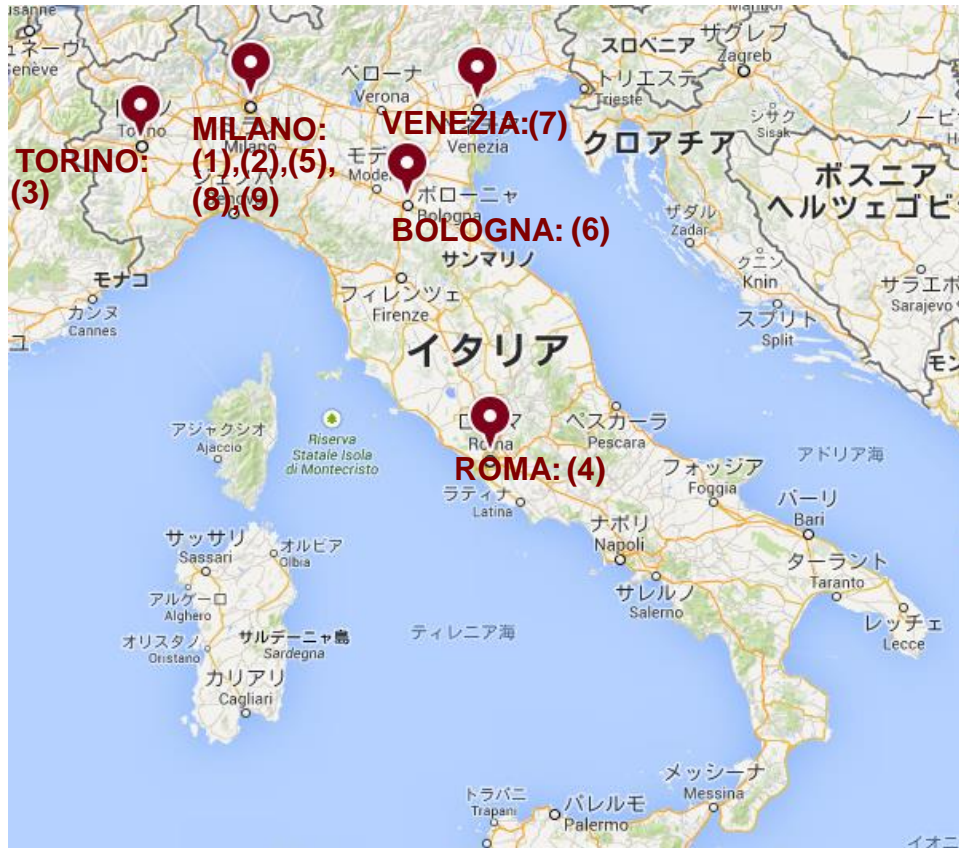 usanne
ューネーヴ
Genève
スロベニア
ザグレブ
Zagreb
ベローナ
Verona
トリエステ
Trieste
Torino
Milano
Venezia
シサク
Sisak
ノービ
TORINO:
(3)
MILANO:
(1),(2),(5),
(8),(9)
VENEZIA:(7)
クロアチア
ボスニア
ヘルツェゴビ
モデ
Mode
ボローニャ
Bologna
BOLOGNA: (6)
サンマリノ
ザダル
Zadar
クニン
Knin
サラエボ
Sarajevo
モナコ
カンヌ
Cannes
フィレンツェ
Firenze
スプリト
Split
イタリア
モン
アジャクシオ
Ajaccio
Riserva
Statale Isola
di Montecristo
Roma
ROMA: (4)
ペスカーラ
Pescara
アドリア海
ラティナ
Latina
フォッジア
Foggia
バーリ
Bari
サッサリ
Sassari
オルビア
Olbia
ナポリ
Napoli
ターラント
Taranto
アルゲーロ
Alghero
サレルノ
Salerno
レッチェ
Lecce
オリスタノ
Oristano
サルデーニャ島
Sardegna
ティレニア海
カリアリ
Cagliari
メッシーナ
Messina
トラパニ
Trapani
パレルモ
Palermo
イオニ